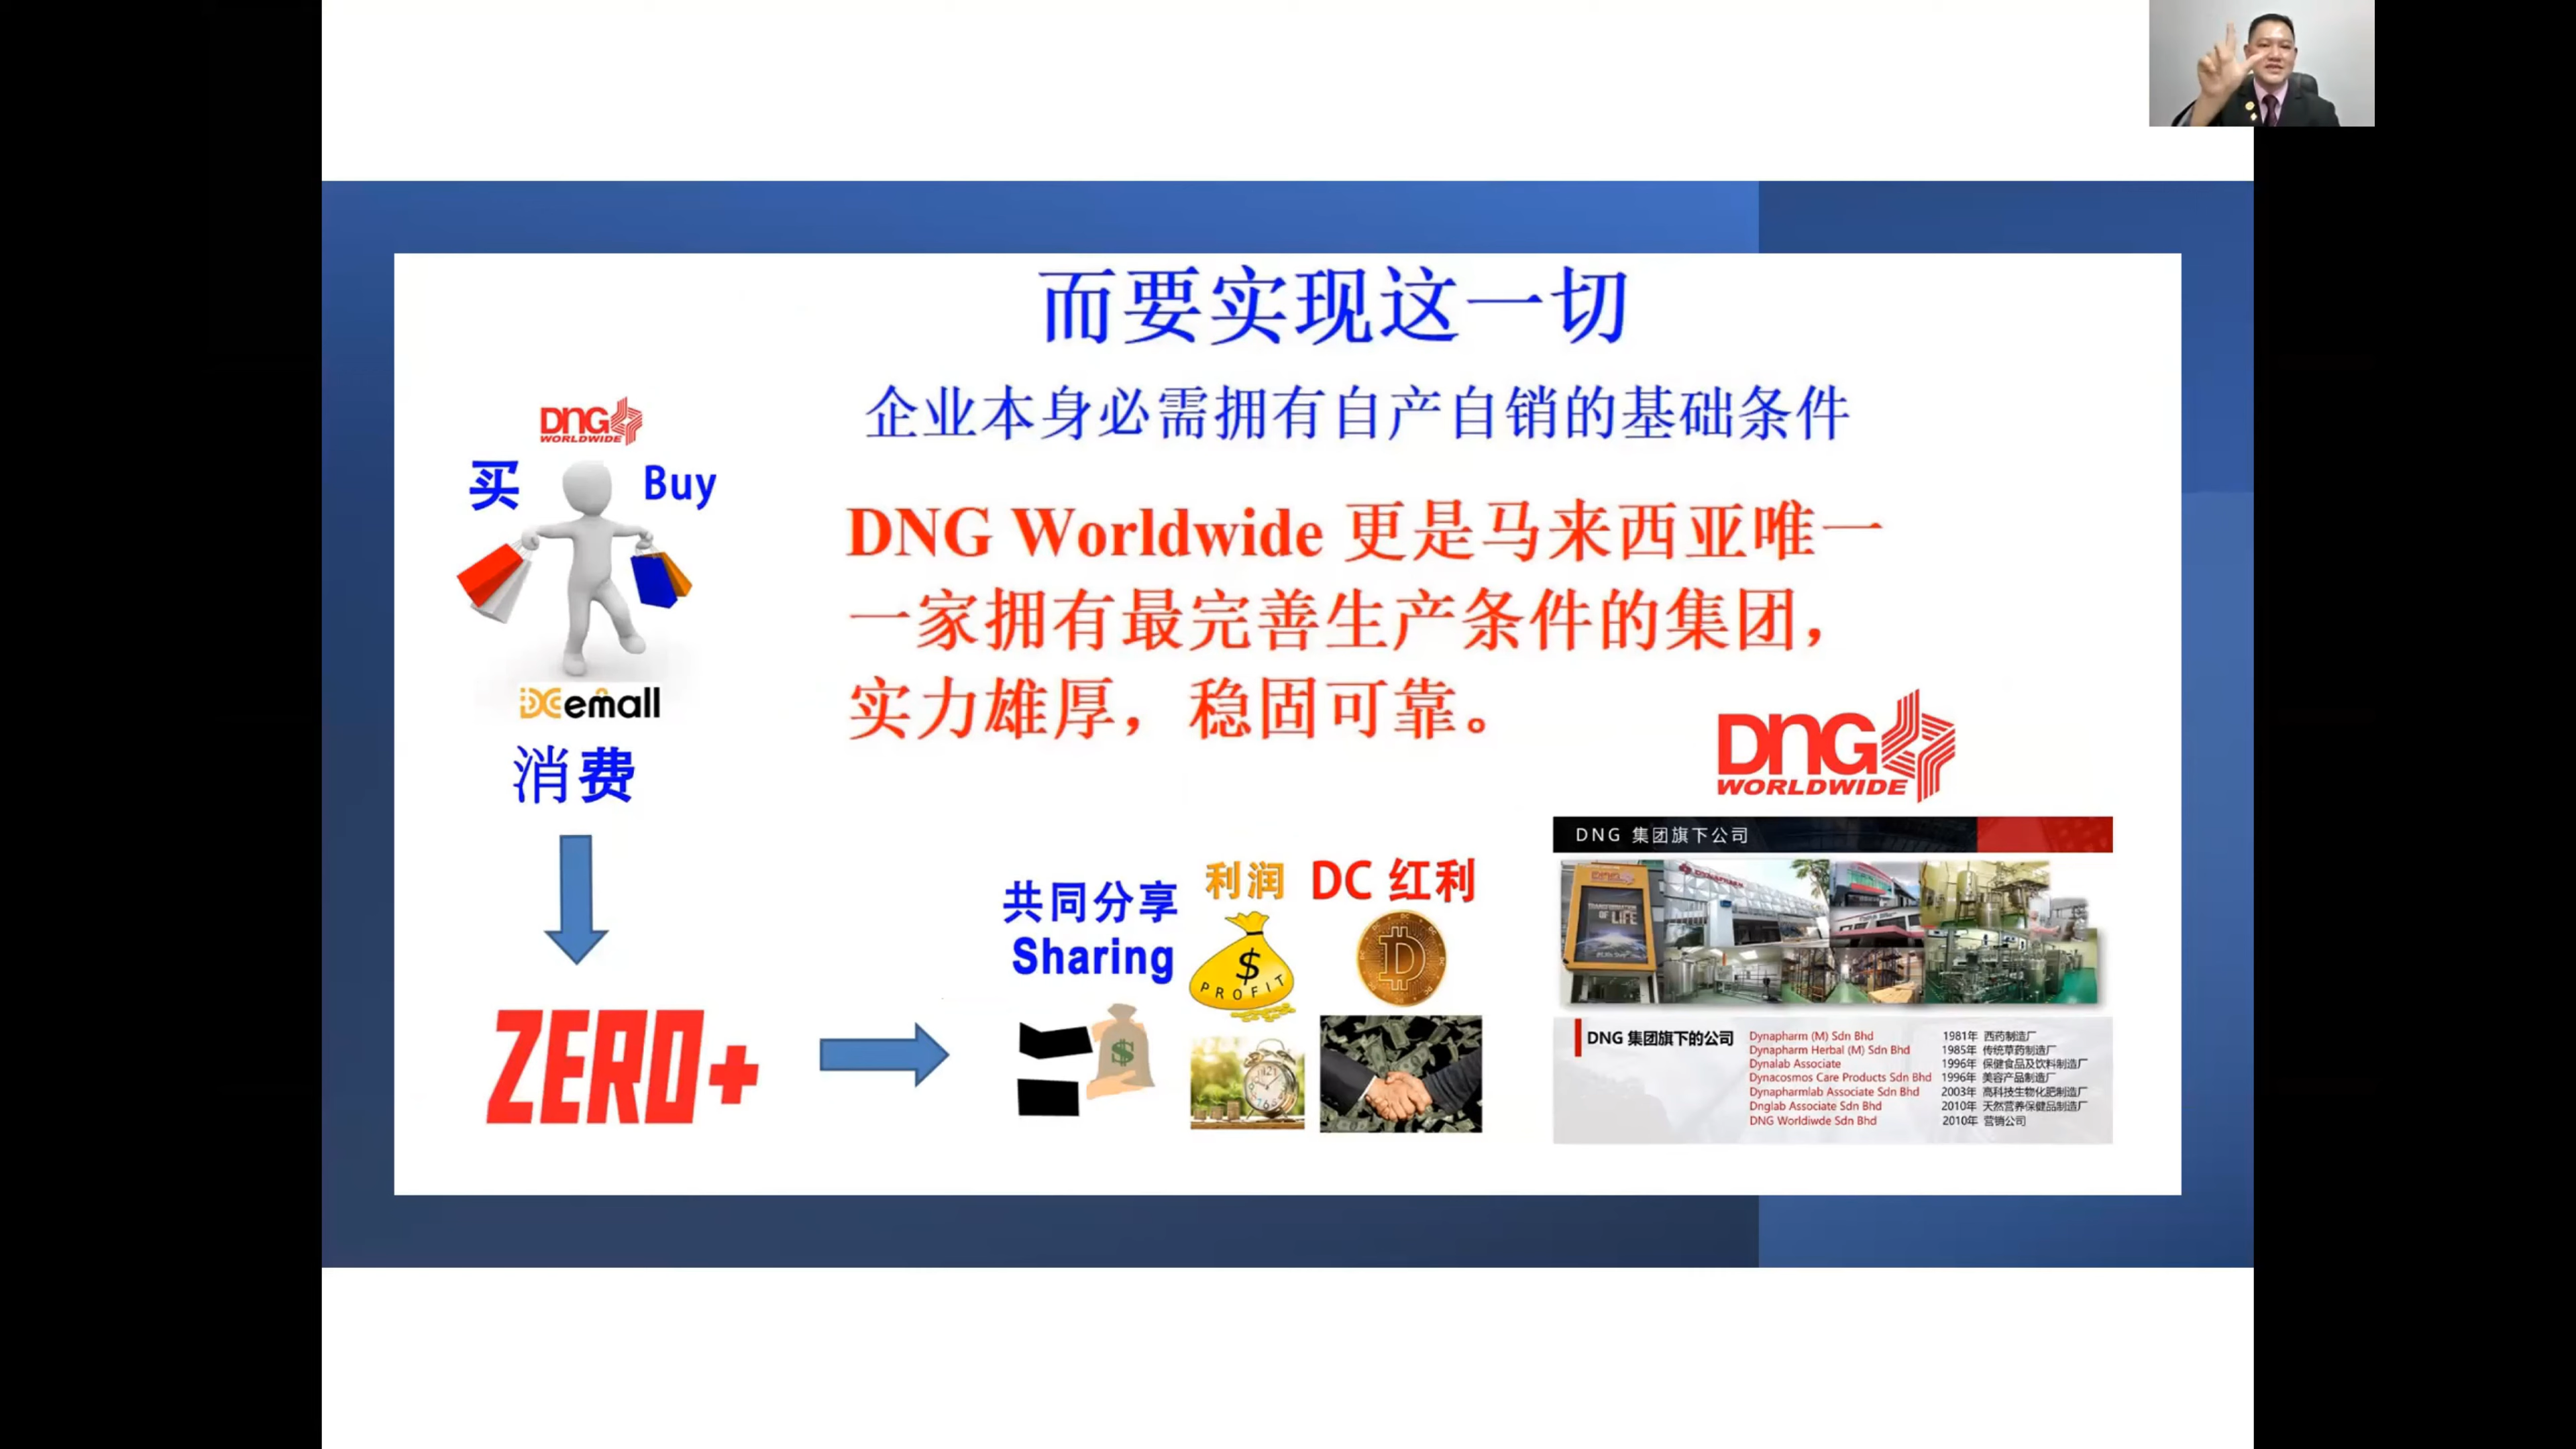 而要实现这一切
企业本身必需拥有自产自销的基础条件
DNG WORLDWIDE
买 Buy
DCemall
消费
ZERO+
DNG Worldwide 更是马来西亚唯一
一家拥有最完善生产条件的集团，
实力雄厚，稳固可靠。
共同分享
Sharing
利润
$
PROFIT
DC 红利
$
DNG WORLDWIDE
DNG 集团旗下公司
DYNAPHARM
TRANSFORMATION
OF LIFE
DNG 集团旗下的公司
Dynapharm (M) Sdn Bhd 1981年 西药制造厂
Dynapharm Herbal (M) Sdn Bhd 1985年 传统草药制造厂
Dynalab Associate 1996年 保健食品及饮料制造厂
Dynacosmos Care Products Sdn Bhd 1996年 美容产品制造厂
Dynapharmlab Associate Sdn Bhd 2003年 高科技生物化肥制造厂
Dnglab Associate Sdn Bhd 2010年 天然营养保健品制造厂
DNG Worldiwde Sdn Bhd 2010年 营销公司